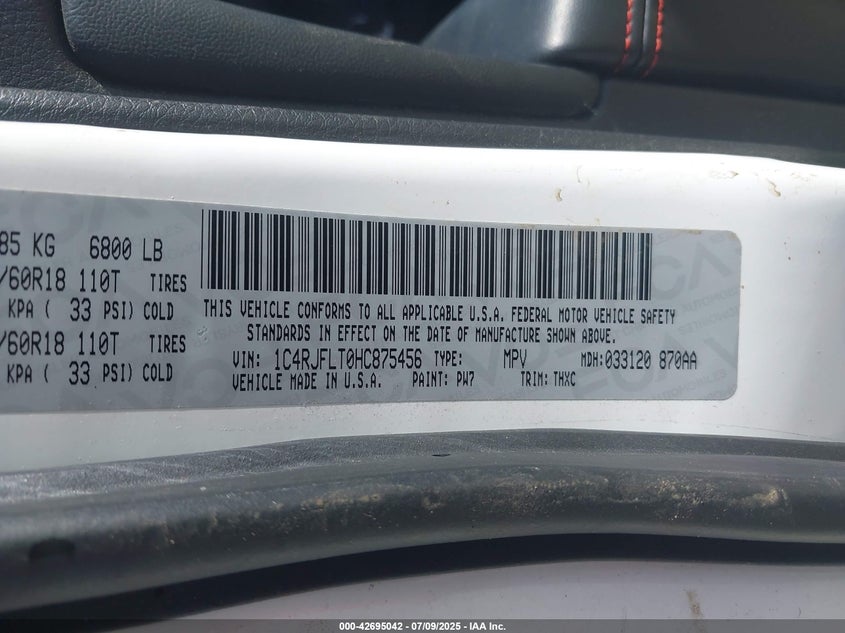 85 KG 6800 LB
/60R18 110T TIRES
KPA ( 33 PSI) COLD
/60R18 110T TIRES
KPA ( 33 PSI) COLD
THIS VEHICLE CONFORMS TO ALL APPLICABLE U.S.A. FEDERAL MOTOR VEHICLE SAFETY
STANDARDS IN EFFECT ON THE DATE OF MANUFACTURE SHOWN ABOVE.
VIN: 1C4RJFLT0HC875456 TYPE: MPV MDH: 033120 870AA
VEHICLE MADE IN U.S.A. PAINT: PW7 TRIM: THXC
000-42695042 - 07/09/2025 - IAA Inc.